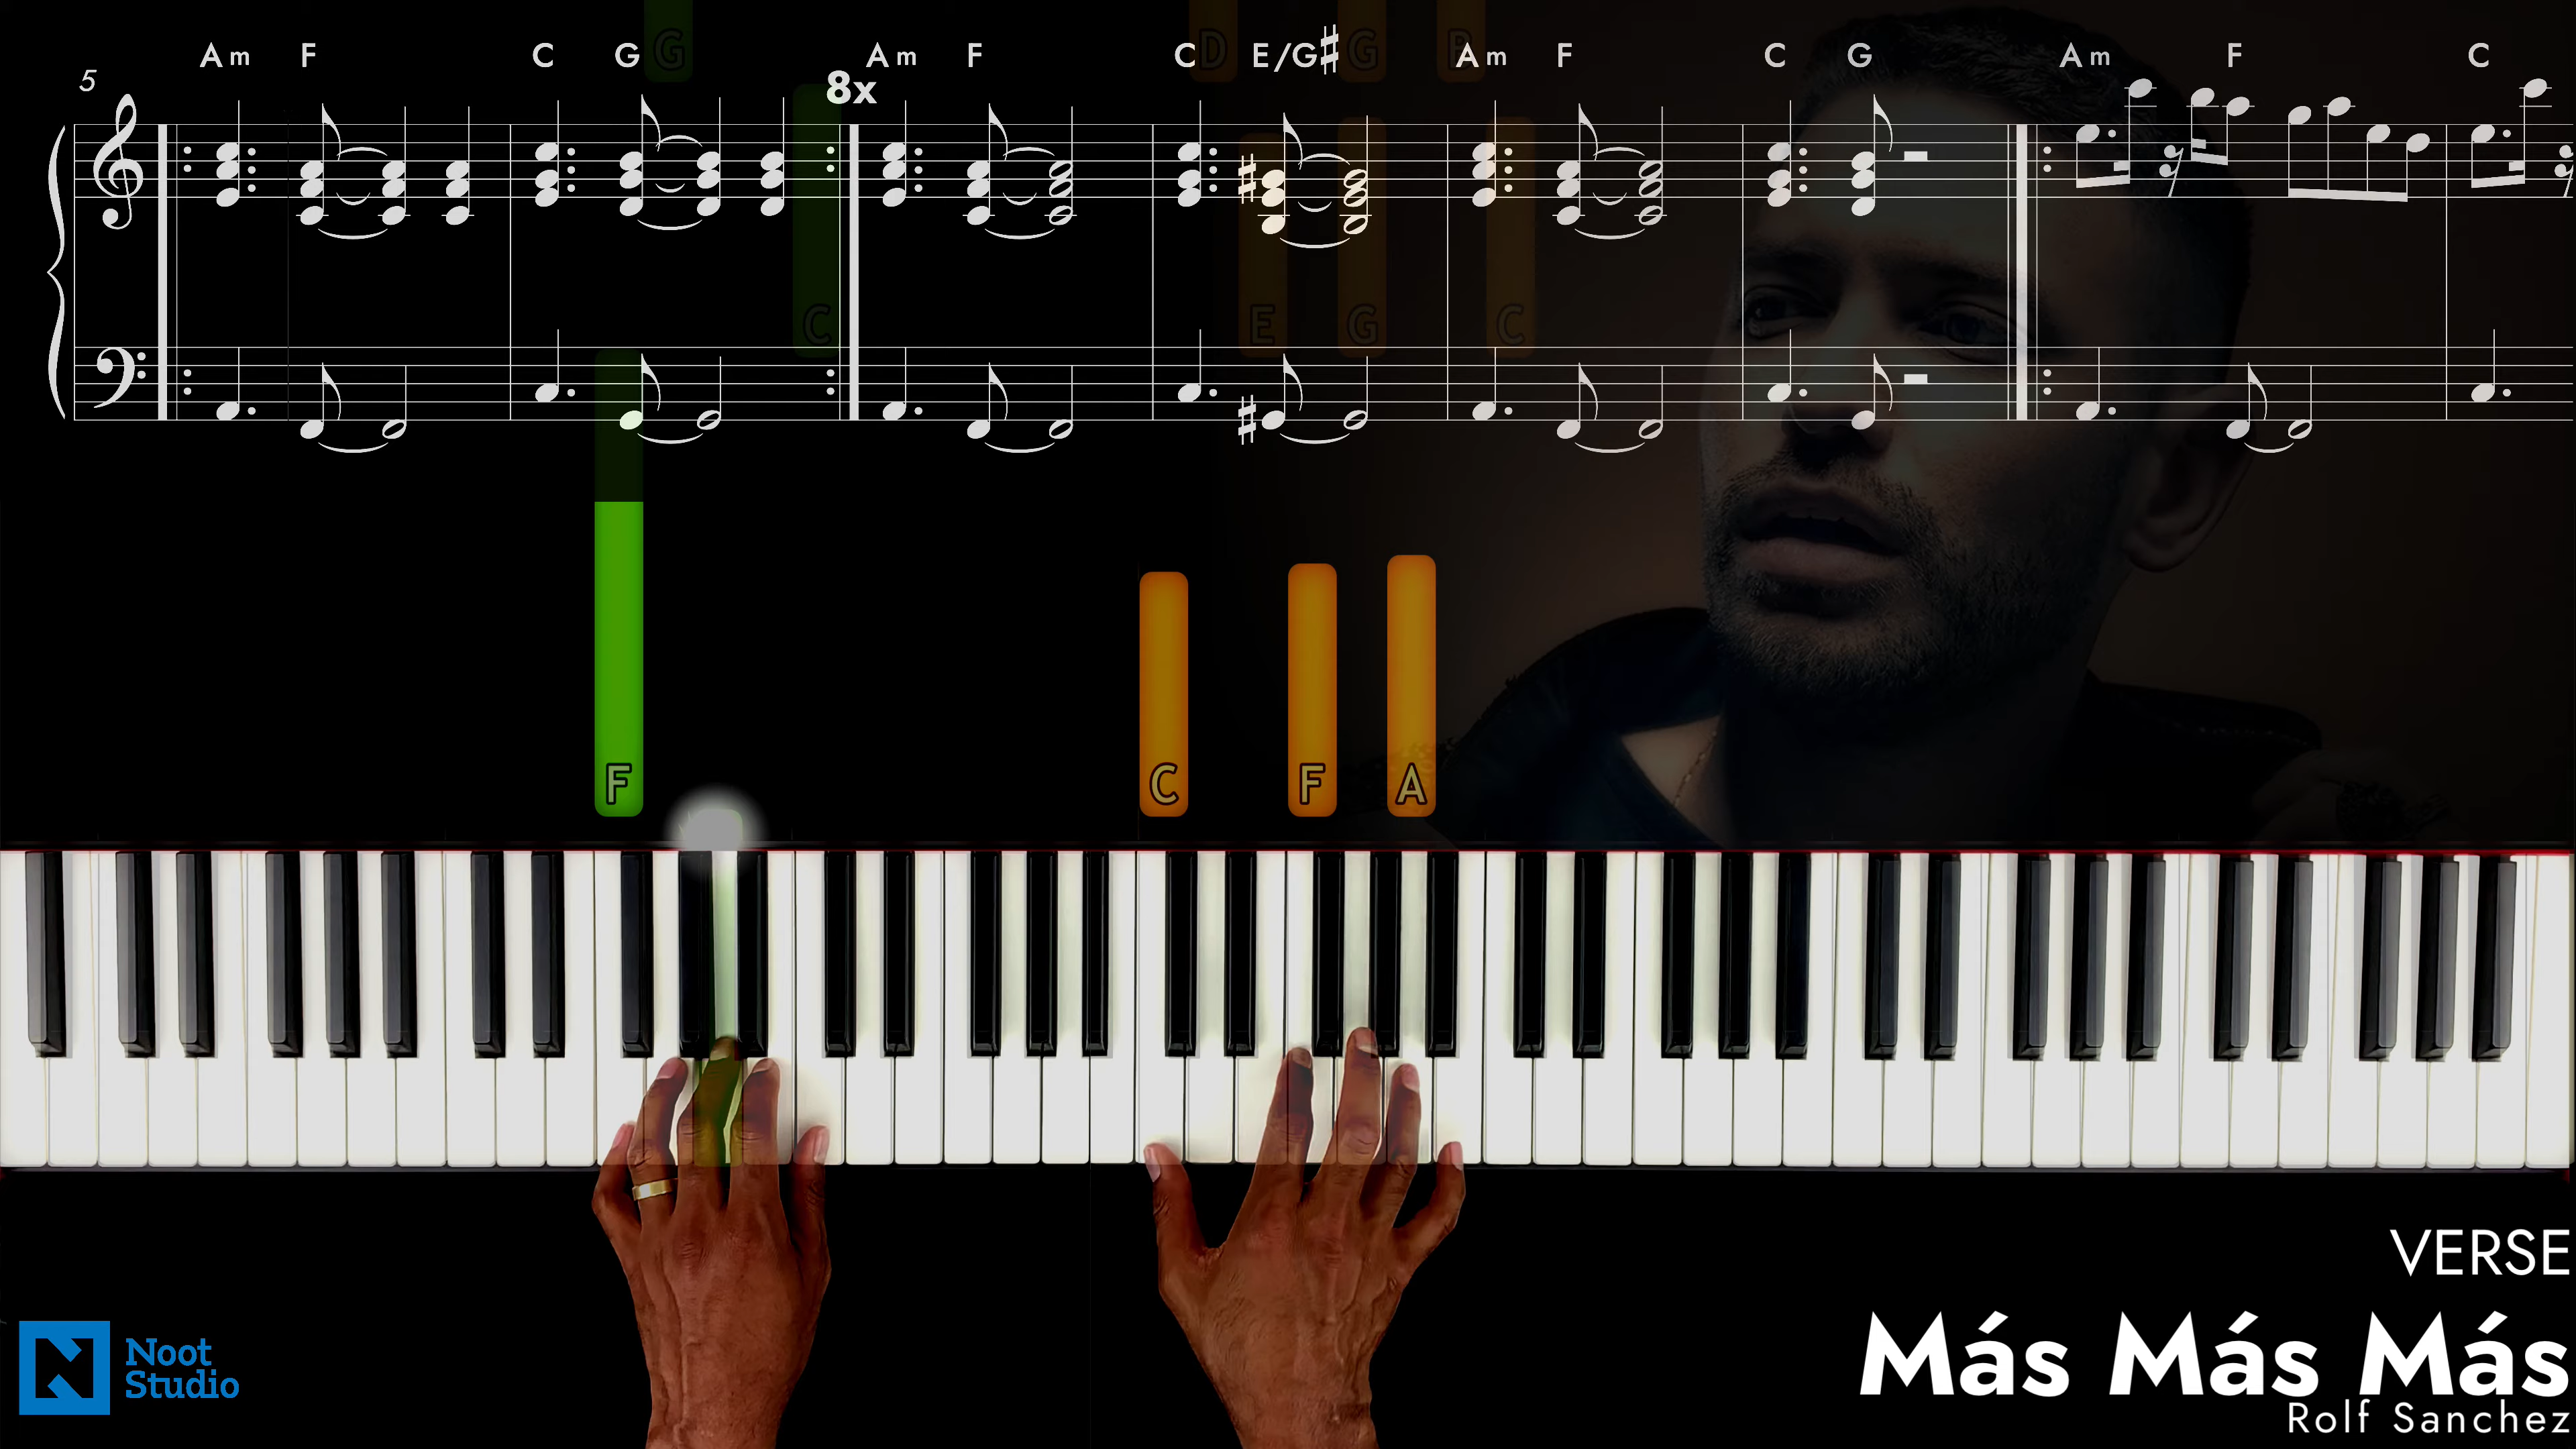 G D G B
Am F C G Am F C E/G♯ Am F C G Am F C
5 8x
C E G C
F C F A
VERSE
Más Más Más
Rolf Sanchez
Noot
Studio